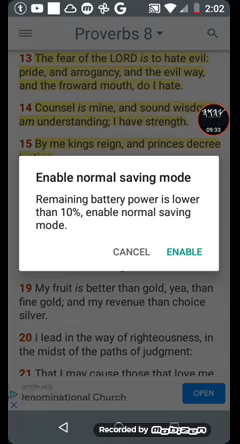 2:02
Proverbs 8
13 The fear of the LORD is to hate evil:
pride, and arrogancy, and the evil way,
and the froward mouth, do I hate.
14 Counsel is mine, and sound
am understanding; I have strength.
15 By me kings reign, and princes decree
09:33
Enable normal saving mode
Remaining battery power is lower
than 10%, enable normal saving
mode.
CANCEL
ENABLE
19 My fruit is better than gold, yea, than
fine gold; and my revenue than choice
silver.
20 I lead in the way of righteousness, in
the midst of the paths of judgment:
21 That I may cause those that love me
Denominational Church
OPEN
Recorded by Mobizen